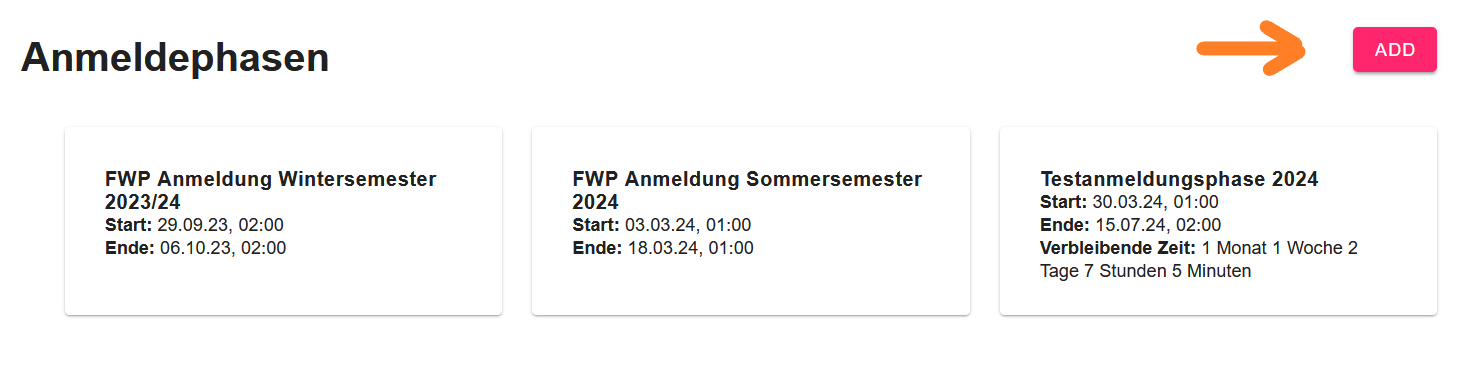 Anmeldephasen
ADD
FWP Anmeldung Wintersemester
2023/24
Start: 29.09.23, 02:00
Ende: 06.10.23, 02:00
FWP Anmeldung Sommersemester
2024
Start: 03.03.24, 01:00
Ende: 18.03.24, 01:00
Testanmeldungsphase 2024
Start: 30.03.24, 01:00
Ende: 15.07.24, 02:00
Verbleibende Zeit: 1 Monat 1 Woche 2
Tage 7 Stunden 5 Minuten